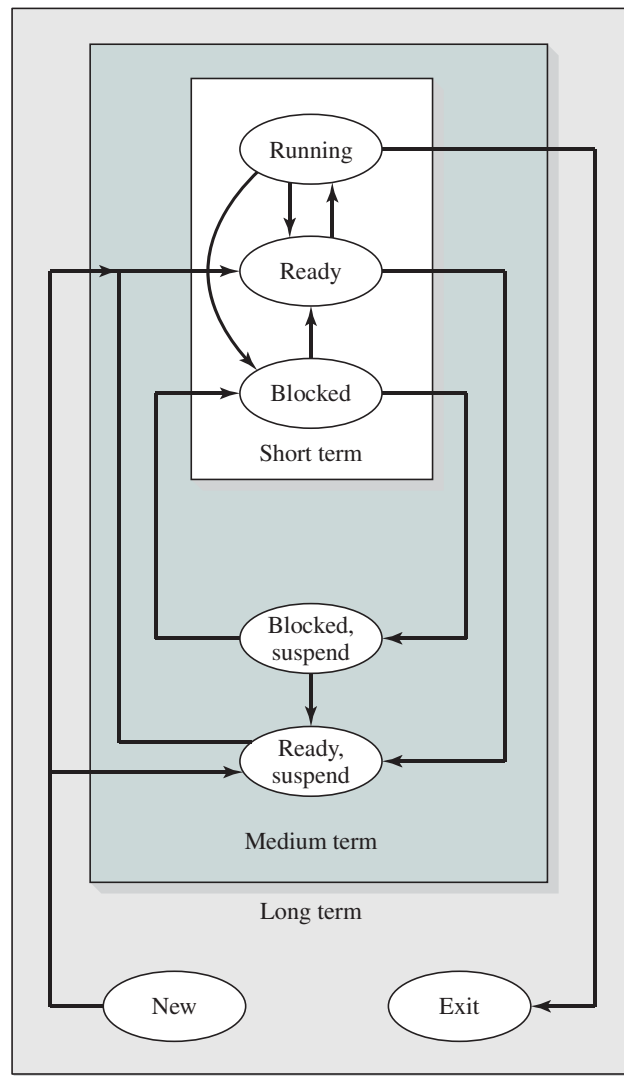 Running
Ready
Blocked
Short term
Blocked,
suspend
Ready,
suspend
Medium term
Long term
New
Exit